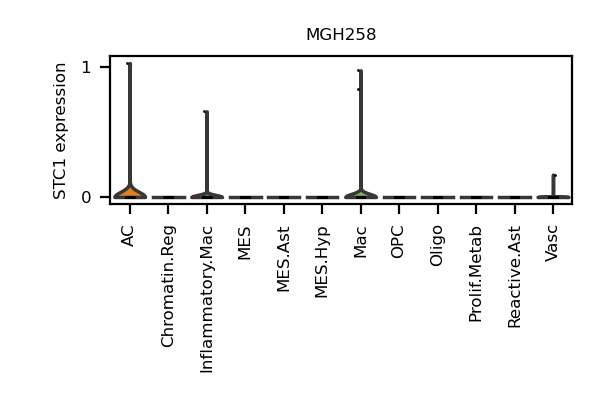 MGH258
STC1 expression
1
0
AC
Chromatin.Reg
Inflammatory.Mac
MES
MES.Ast
MES.Hyp
Mac
OPC
Oligo
Prolif.Metab
Reactive.Ast
Vasc